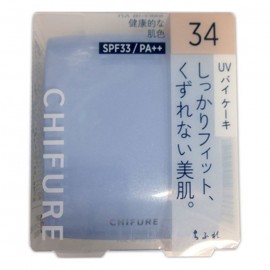 健康的な
肌色
SPF33/PA++
34
UV バイ ケーキ
しっかりフィット、
くずれない美肌。
CHIFURE
CHIFURE
ちふれ